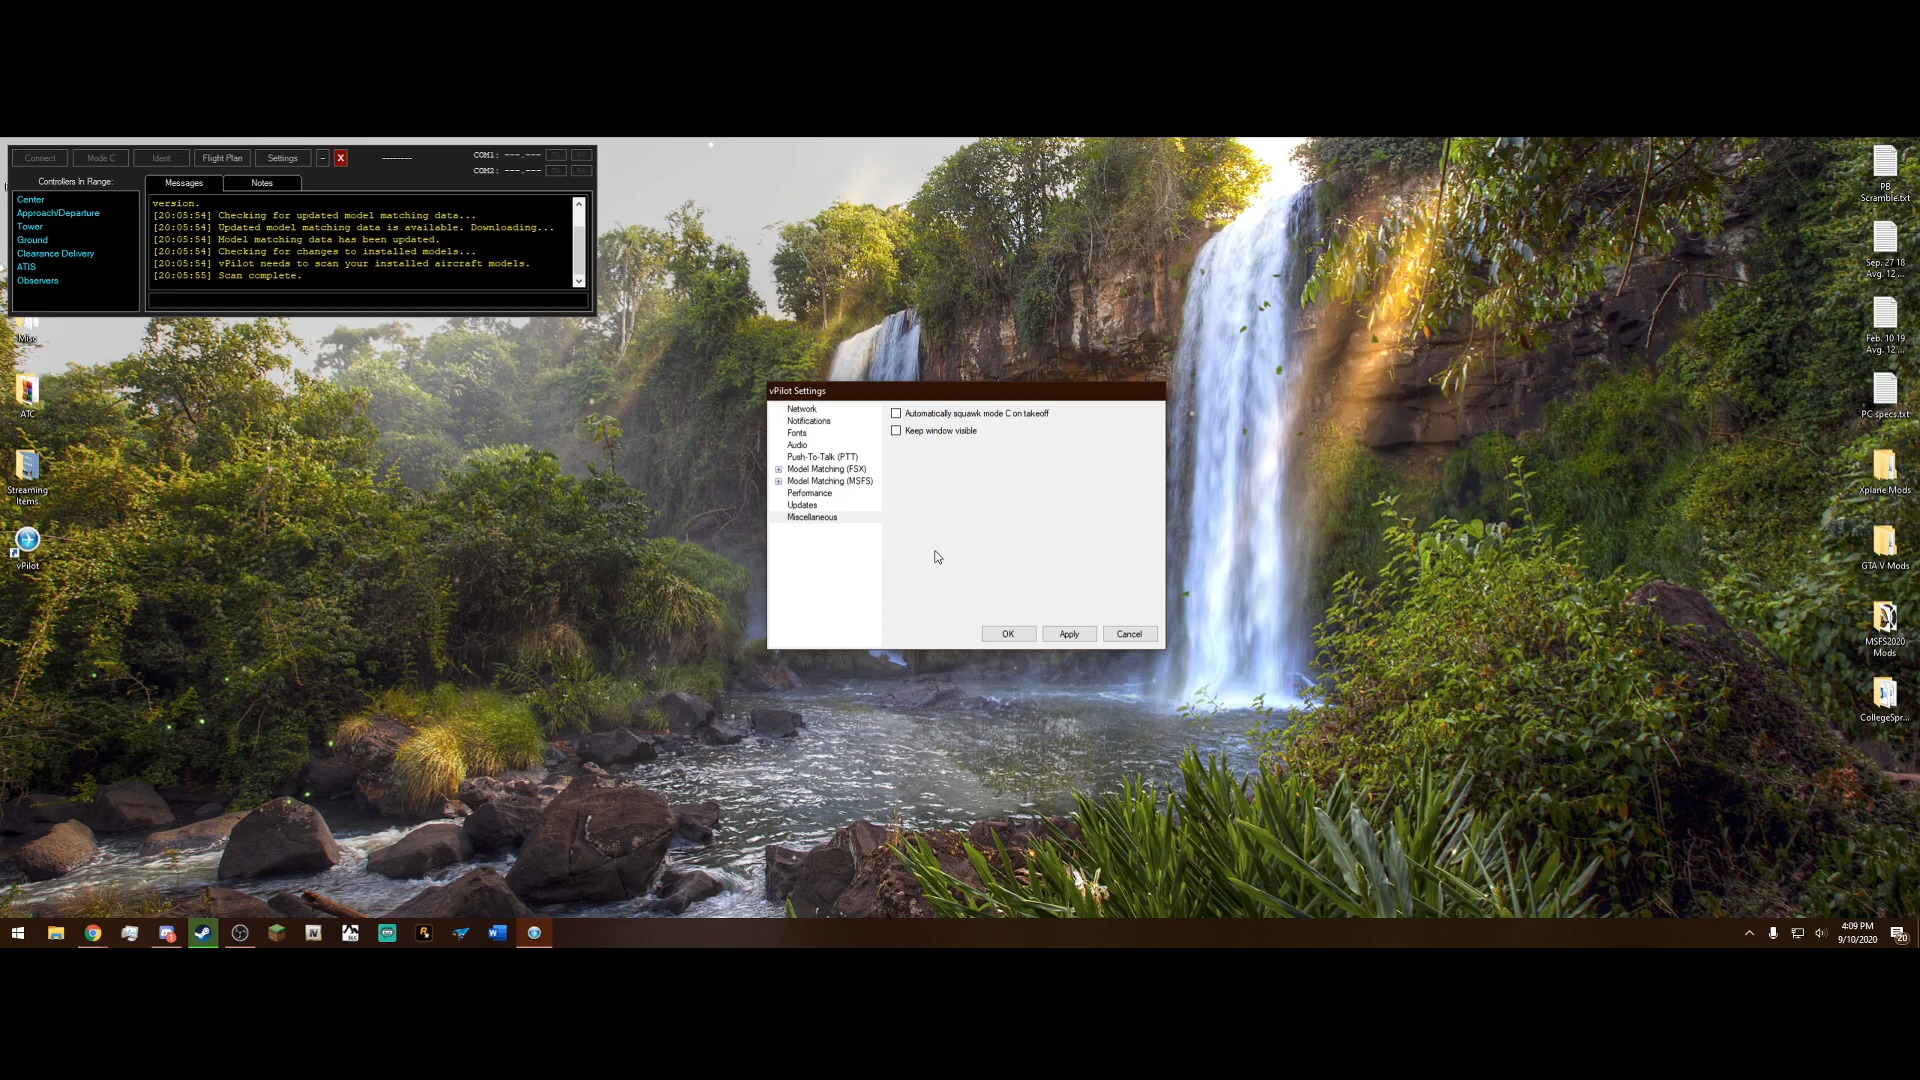 Connect
Mode C
Ident
Flight Plan
Settings
-
X
--------
COM1: ---.---
COM2: ---.---
Controllers In Range:
Messages
Notes
Center
Approach/Departure
Tower
Ground
Clearance Delivery
ATIS
Observers
version.
[20:05:54] Checking for updated model matching data...
[20:05:54] Updated model matching data is available. Downloading...
[20:05:54] Model matching data has been updated.
[20:05:54] Checking for changes to installed models...
[20:05:54] vPilot needs to scan your installed aircraft models.
[20:05:55] Scan complete.
Misc
ATC
Streaming
Items
vPilot
vPilot Settings
Network
Notifications
Fonts
Audio
Push-To-Talk (PTT)
Model Matching (FSX)
Model Matching (MSFS)
Performance
Updates
Miscellaneous
Automatically squawk mode C on takeoff
Keep window visible
OK
Apply
Cancel
PB
Scramble.txt
Sep. 27 18
Avg. 12 ...
Feb. 10 19
Avg. 12 ...
PC specs.txt
Xplane Mods
GTA V Mods
MSFS2020
Mods
CollegeSpr...
4:09 PM
9/10/2020
20